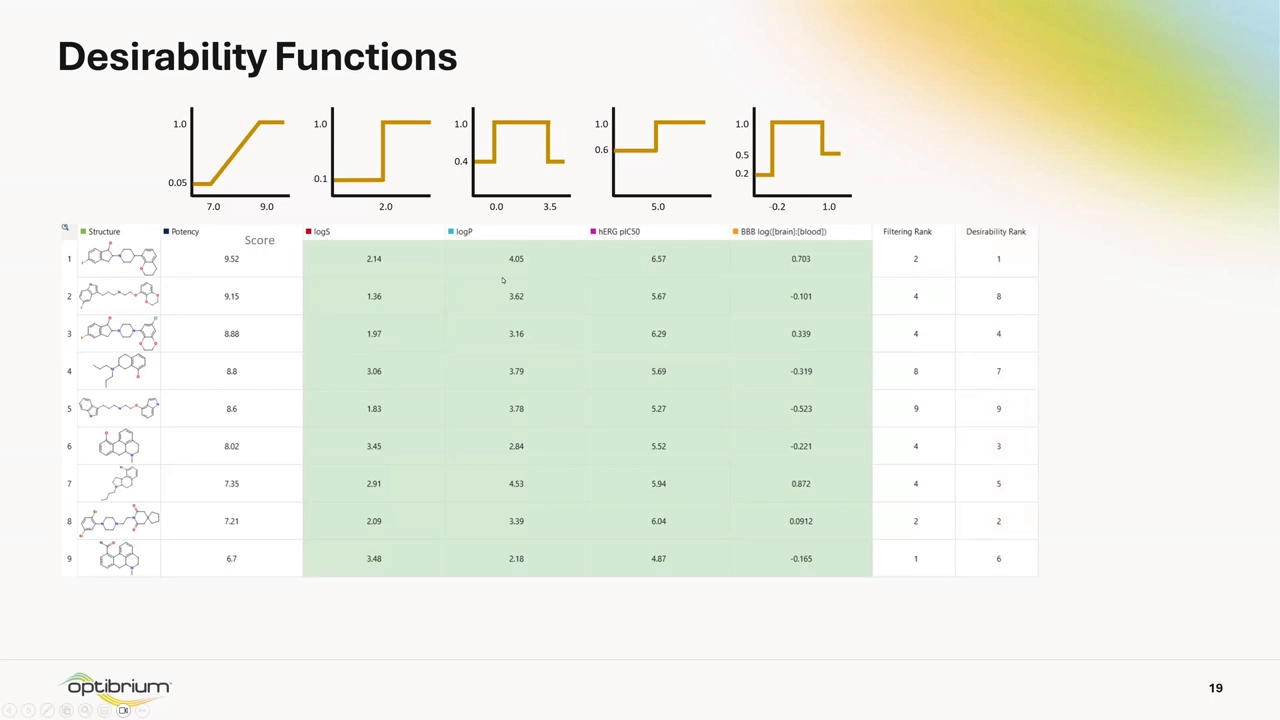 Desirability Functions
1.0 0.05 7.0 9.0
1.0 0.1 2.0
1.0 0.4 0.0 3.5
1.0 0.6 5.0
1.0 0.5 0.2 -0.2 1.0
Structure Potency Score logS logP hERG pIC50 BBB log([brain]:[blood]) Filtering Rank Desirability Rank
1 9.52 2.14 4.05 6.57 0.703 2 1
2 9.15 1.36 3.62 5.67 -0.101 4 8
3 8.88 1.97 3.16 6.29 0.339 4 4
4 8.8 3.06 3.79 5.69 -0.319 8 7
5 8.6 1.83 3.78 5.27 -0.523 9 9
6 8.02 3.45 2.84 5.52 -0.221 4 3
7 7.35 2.91 4.53 5.94 0.872 4 5
8 7.21 2.09 3.39 6.04 0.0912 2 2
9 6.7 3.48 2.18 4.87 -0.165 1 6
optibrium
19